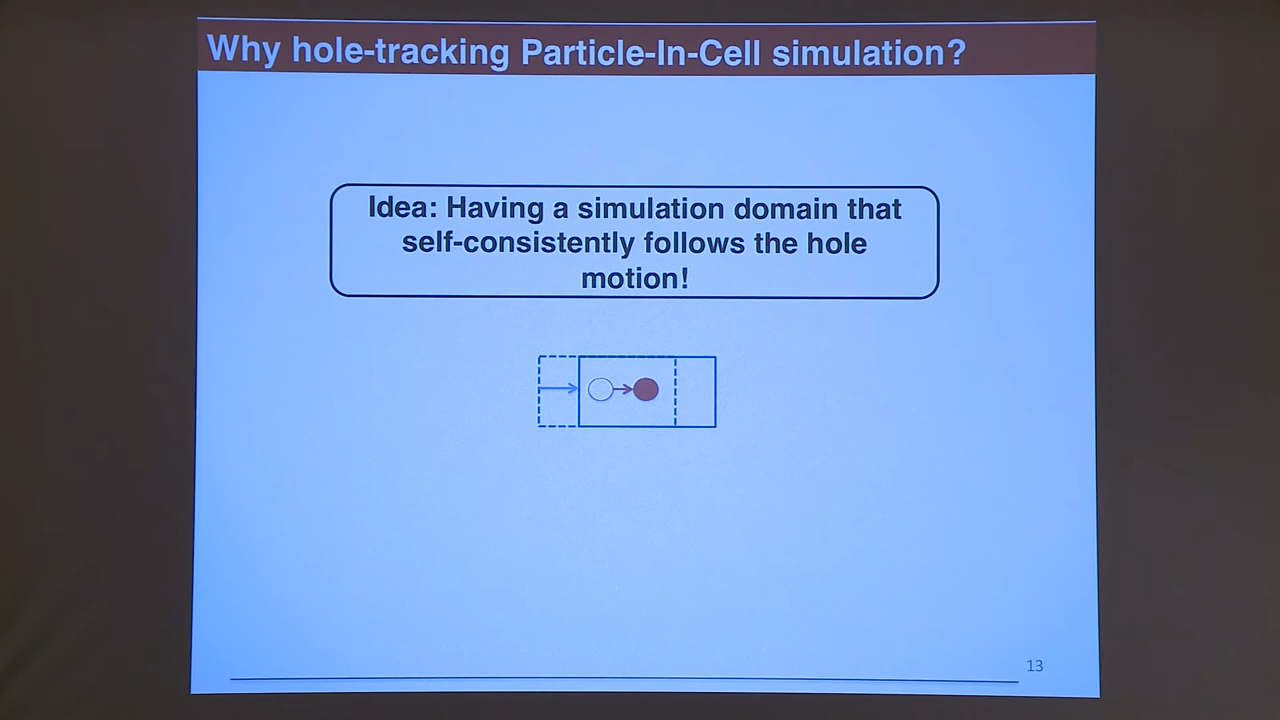 Why hole-tracking Particle-In-Cell simulation?
Idea: Having a simulation domain that
self-consistently follows the hole
motion!
13